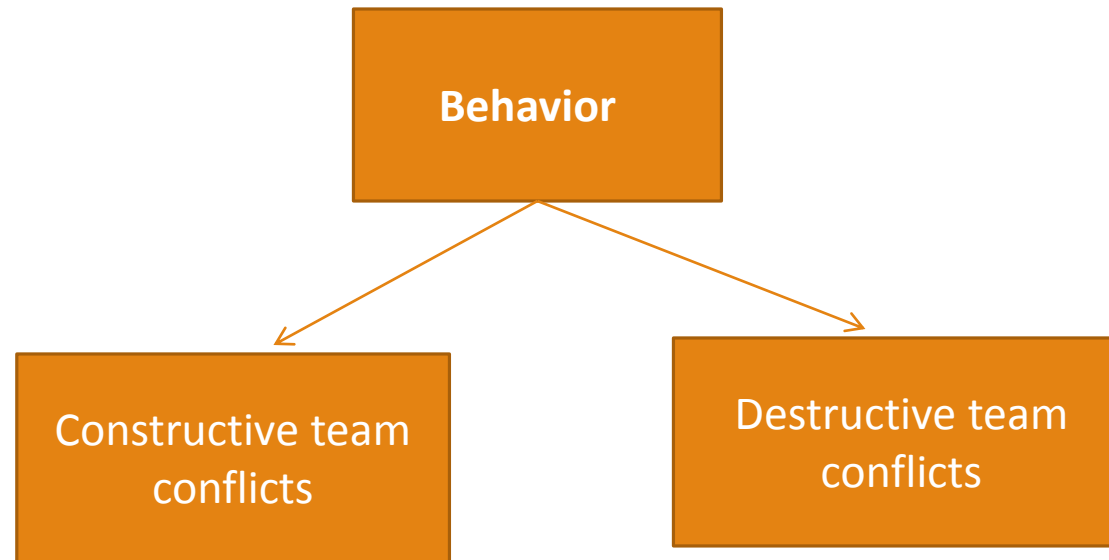 Behavior
Constructive team
conflicts
Destructive team
conflicts